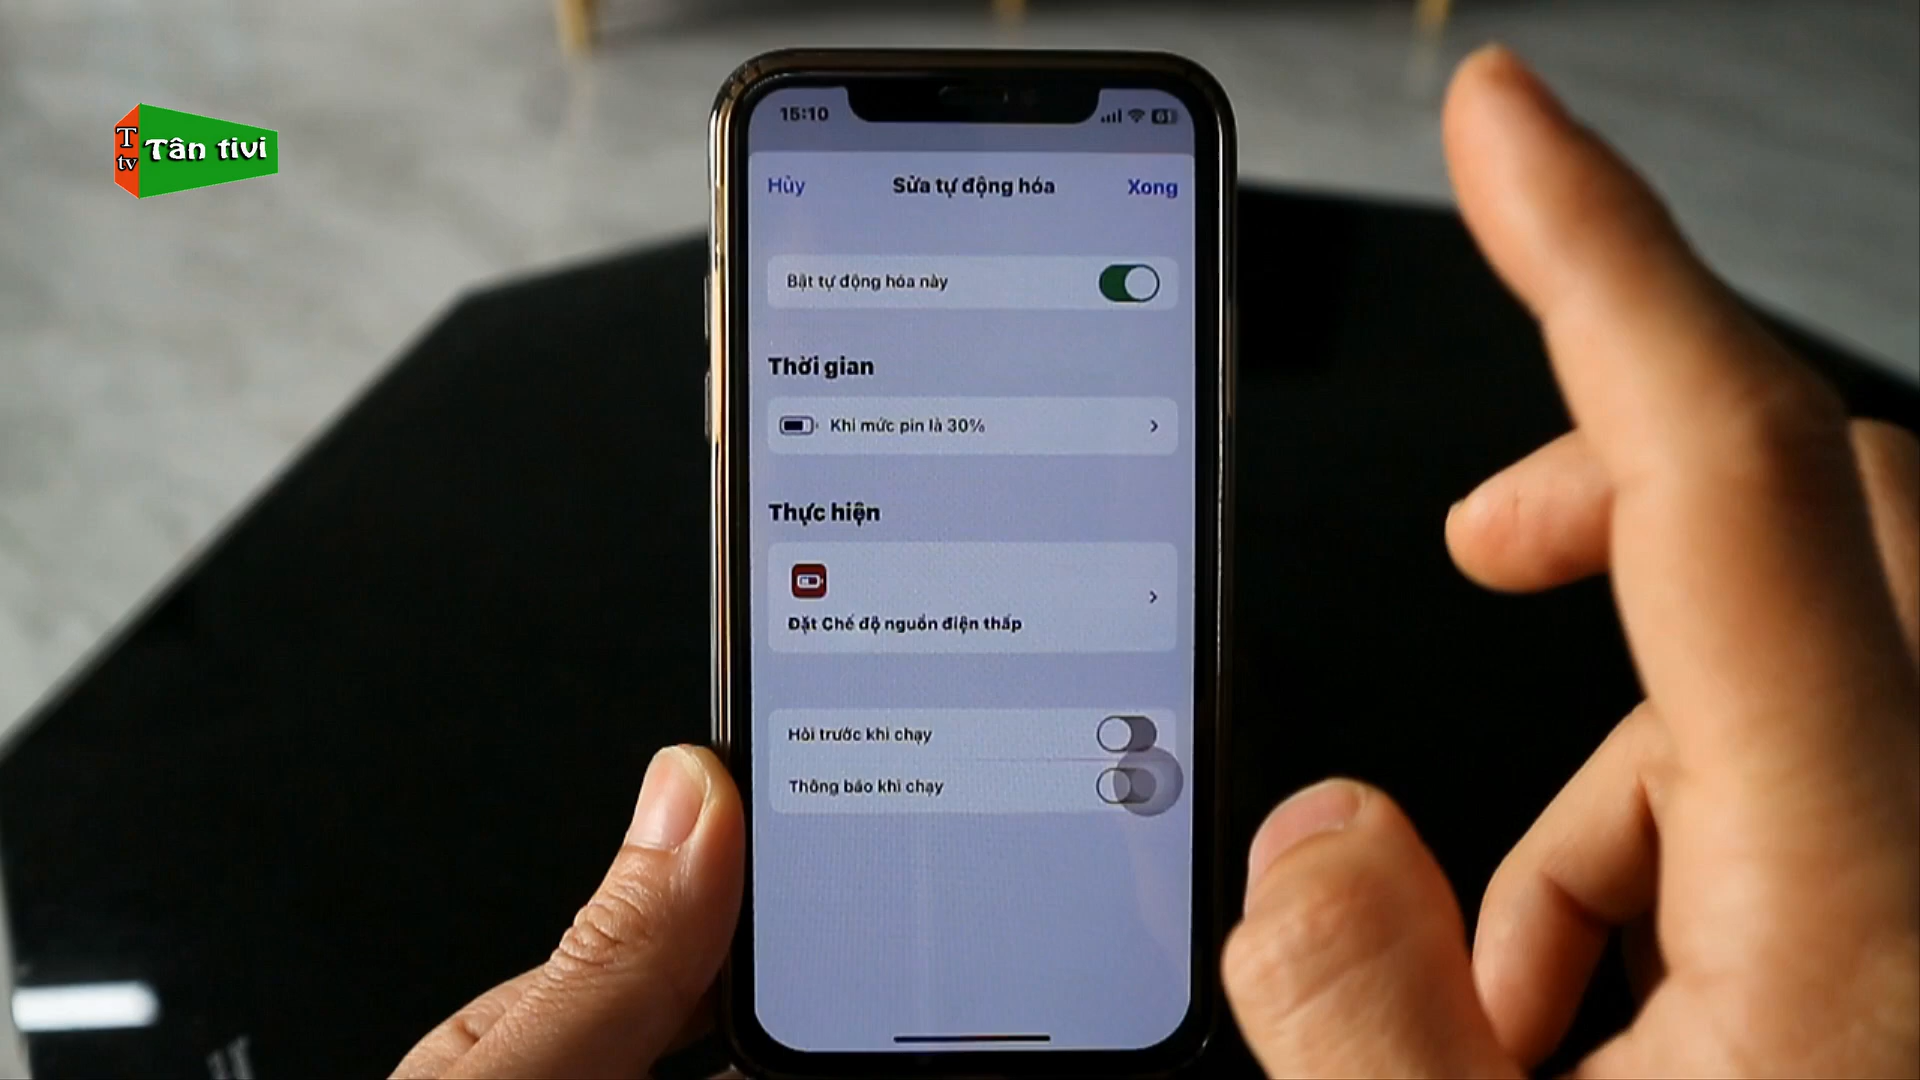 T
tv
Tân tivi
15:10
61
Hủy
Sửa tự động hóa
Xong
Bật tự động hóa này
Thời gian
Khi mức pin là 30%
Thực hiện
Đặt Chế độ nguồn điện thấp
Hỏi trước khi chạy
Thông báo khi chạy